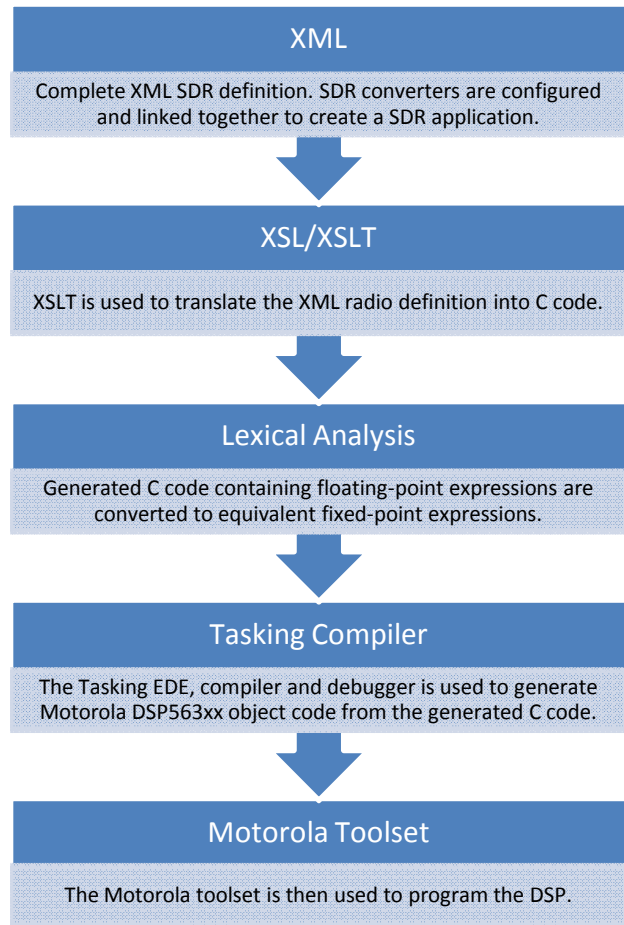 XML
Complete XML SDR definition. SDR converters are configured
and linked together to create a SDR application.
XSL/XSLT
XSLT is used to translate the XML radio definition into C code.
Lexical Analysis
Generated C code containing floating-point expressions are
converted to equivalent fixed-point expressions.
Tasking Compiler
The Tasking EDE, compiler and debugger is used to generate
Motorola DSP563xx object code from the generated C code.
Motorola Toolset
The Motorola toolset is then used to program the DSP.